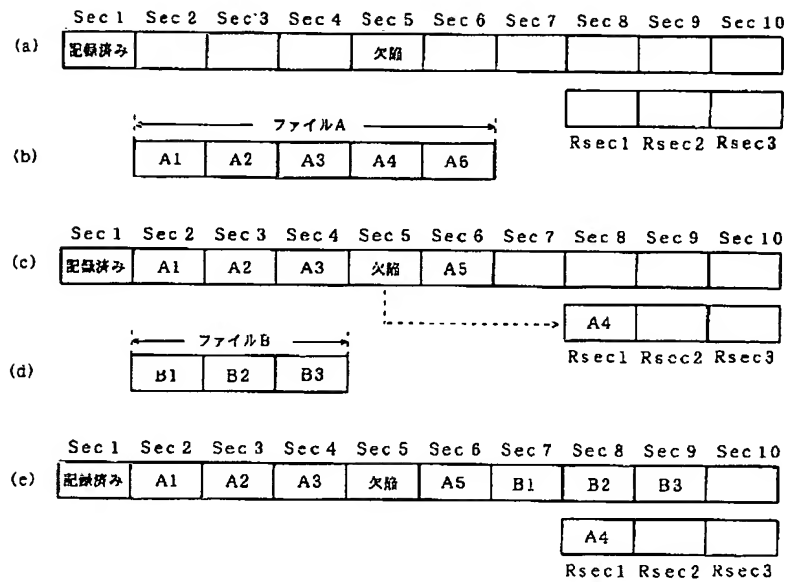 Sec 1 Sec 2 Sec 3 Sec 4 Sec 5 Sec 6 Sec 7 Sec 8 Sec 9 Sec 10
(a) 記録済み 欠陥
Rsec1 Rsec2 Rsec3
ファイルA
(b) A1 A2 A3 A4 A6
Sec 1 Sec 2 Sec 3 Sec 4 Sec 5 Sec 6 Sec 7 Sec 8 Sec 9 Sec 10
(c) 記録済み A1 A2 A3 欠陥 A5
A4
Rsec1 Rsec2 Rsec3
ファイルB
(d) B1 B2 B3
Sec 1 Sec 2 Sec 3 Sec 4 Sec 5 Sec 6 Sec 7 Sec 8 Sec 9 Sec 10
(e) 記録済み A1 A2 A3 欠陥 A5 B1 B2 B3
A4
Rsec1 Rsec2 Rsec3